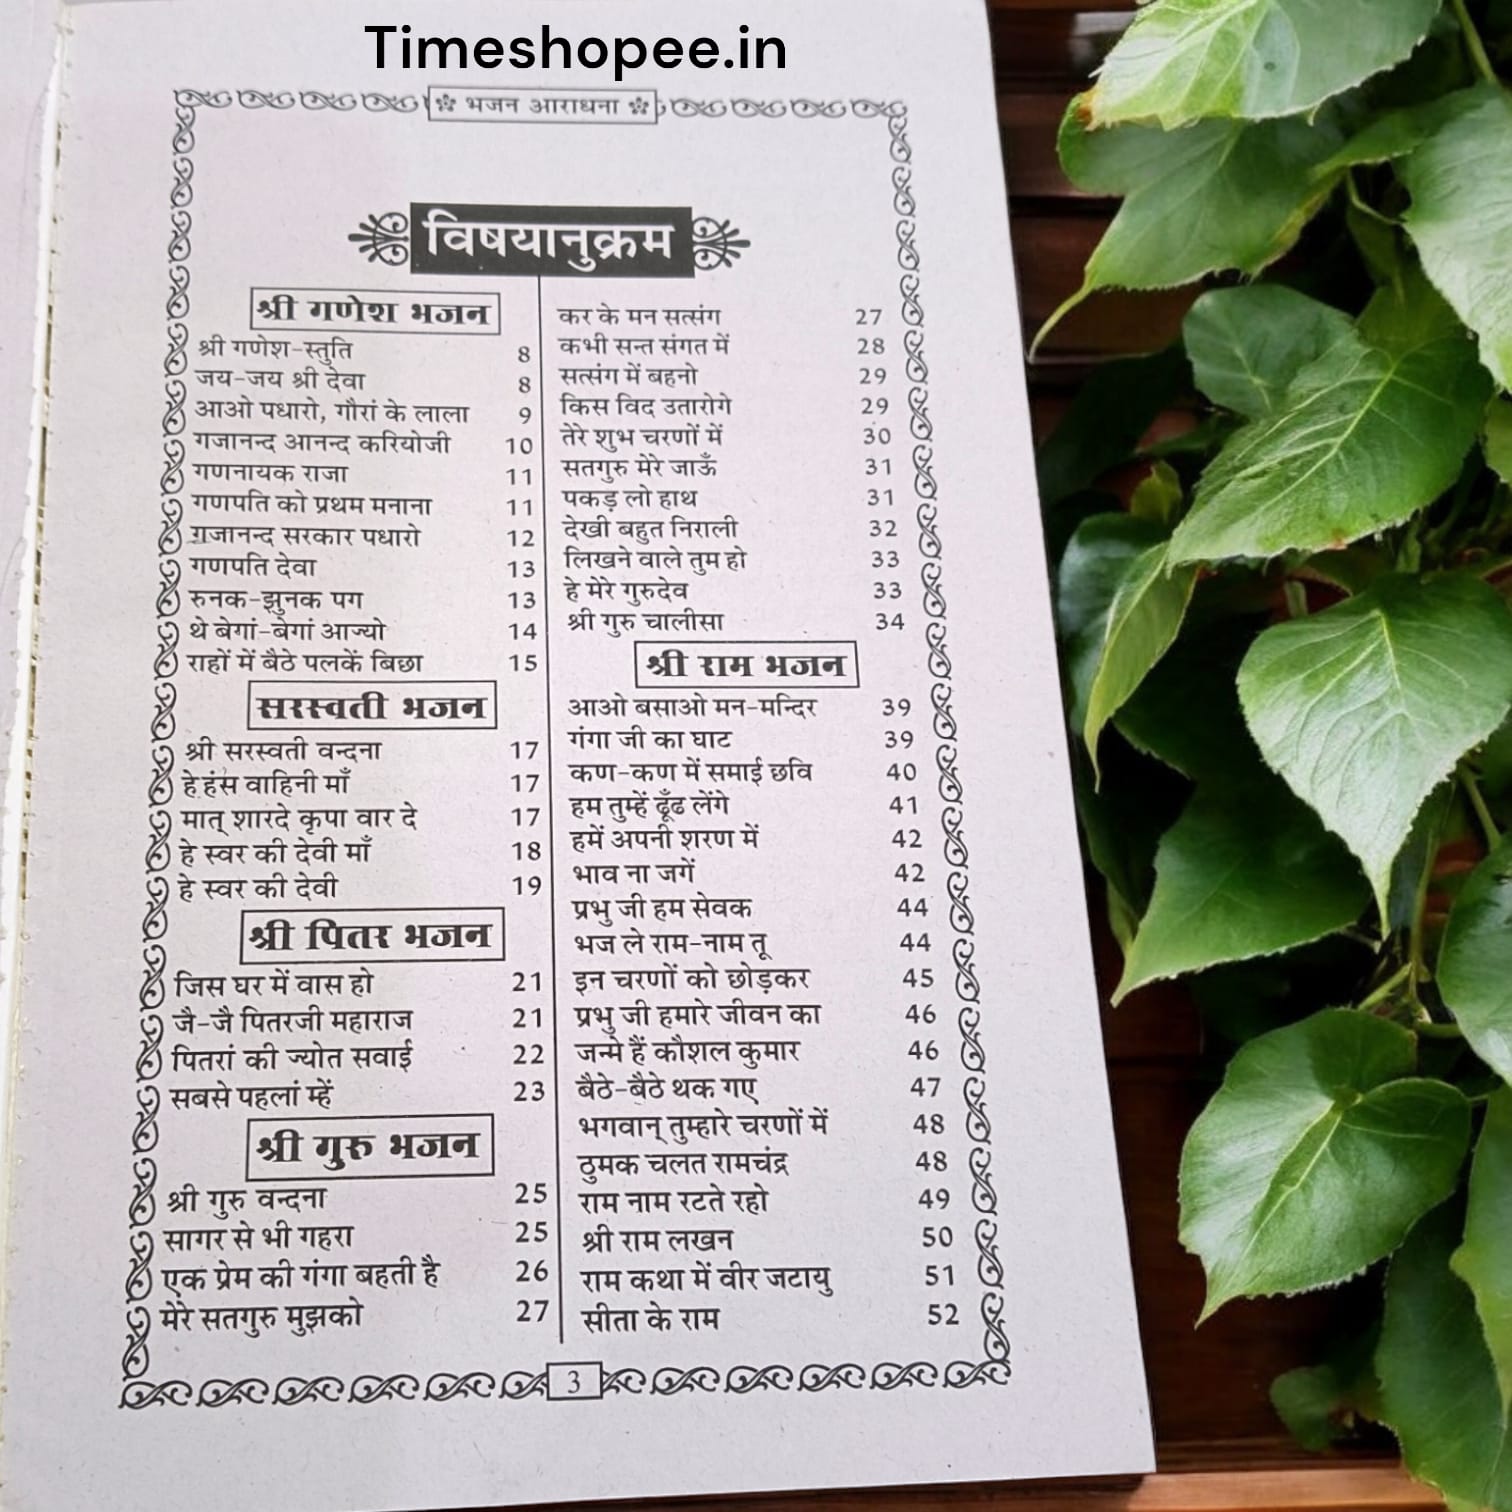 Timeshopee.in
भजन आराधना
विषयानुक्रम
श्री गणेश भजन
श्री गणेश-स्तुति 8
जय-जय श्री देवा 8
आओ पधारो, गौरां के लाला 9
गजानन्द आनन्द करियोजी 10
गणनायक राजा 11
गणपति को प्रथम मनाना 11
गजानन्द सरकार पधारो 12
गणपति देवा 13
रुनक-झुनक पग 13
थे बेगां-बेगां आज्यो 14
राहों में बैठे पलकें बिछा 15
सरस्वती भजन
श्री सरस्वती वन्दना 17
हे हंस वाहिनी माँ 17
मात् शारदे कृपा वार दे 17
हे स्वर की देवी माँ 18
हे स्वर की देवी 19
श्री पितर भजन
जिस घर में वास हो 21
जै-जै पितरजी महाराज 21
पितरां की ज्योत सवाई 22
सबसे पहलां म्हें 23
श्री गुरु भजन
श्री गुरु वन्दना 25
सागर से भी गहरा 25
एक प्रेम की गंगा बहती है 26
मेरे सतगुरु मुझको 27
कर के मन सत्संग 27
कभी सन्त संगत में 28
सत्संग में बहनो 29
किस विद उतारोगे 29
तेरे शुभ चरणों में 30
सतगुरु मेरे जाऊँ 31
पकड़ लो हाथ 31
देखी बहुत निराली 32
लिखने वाले तुम हो 33
हे मेरे गुरुदेव 33
श्री गुरु चालीसा 34
श्री राम भजन
आओ बसाओ मन-मन्दिर 39
गंगा जी का घाट 39
कण-कण में समाई छवि 40
हम तुम्हें ढूँढ लेंगे 41
हमें अपनी शरण में 42
भाव ना जगें 42
प्रभु जी हम सेवक 44
भज ले राम-नाम तू 44
इन चरणों को छोड़कर 45
प्रभु जी हमारे जीवन का 46
जन्मे हैं कौशल कुमार 46
बैठे-बैठे थक गए 47
भगवान् तुम्हारे चरणों में 48
ठुमक चलत रामचंद्र 48
राम नाम रटते रहो 49
श्री राम लखन 50
राम कथा में वीर जटायु 51
सीता के राम 52
3